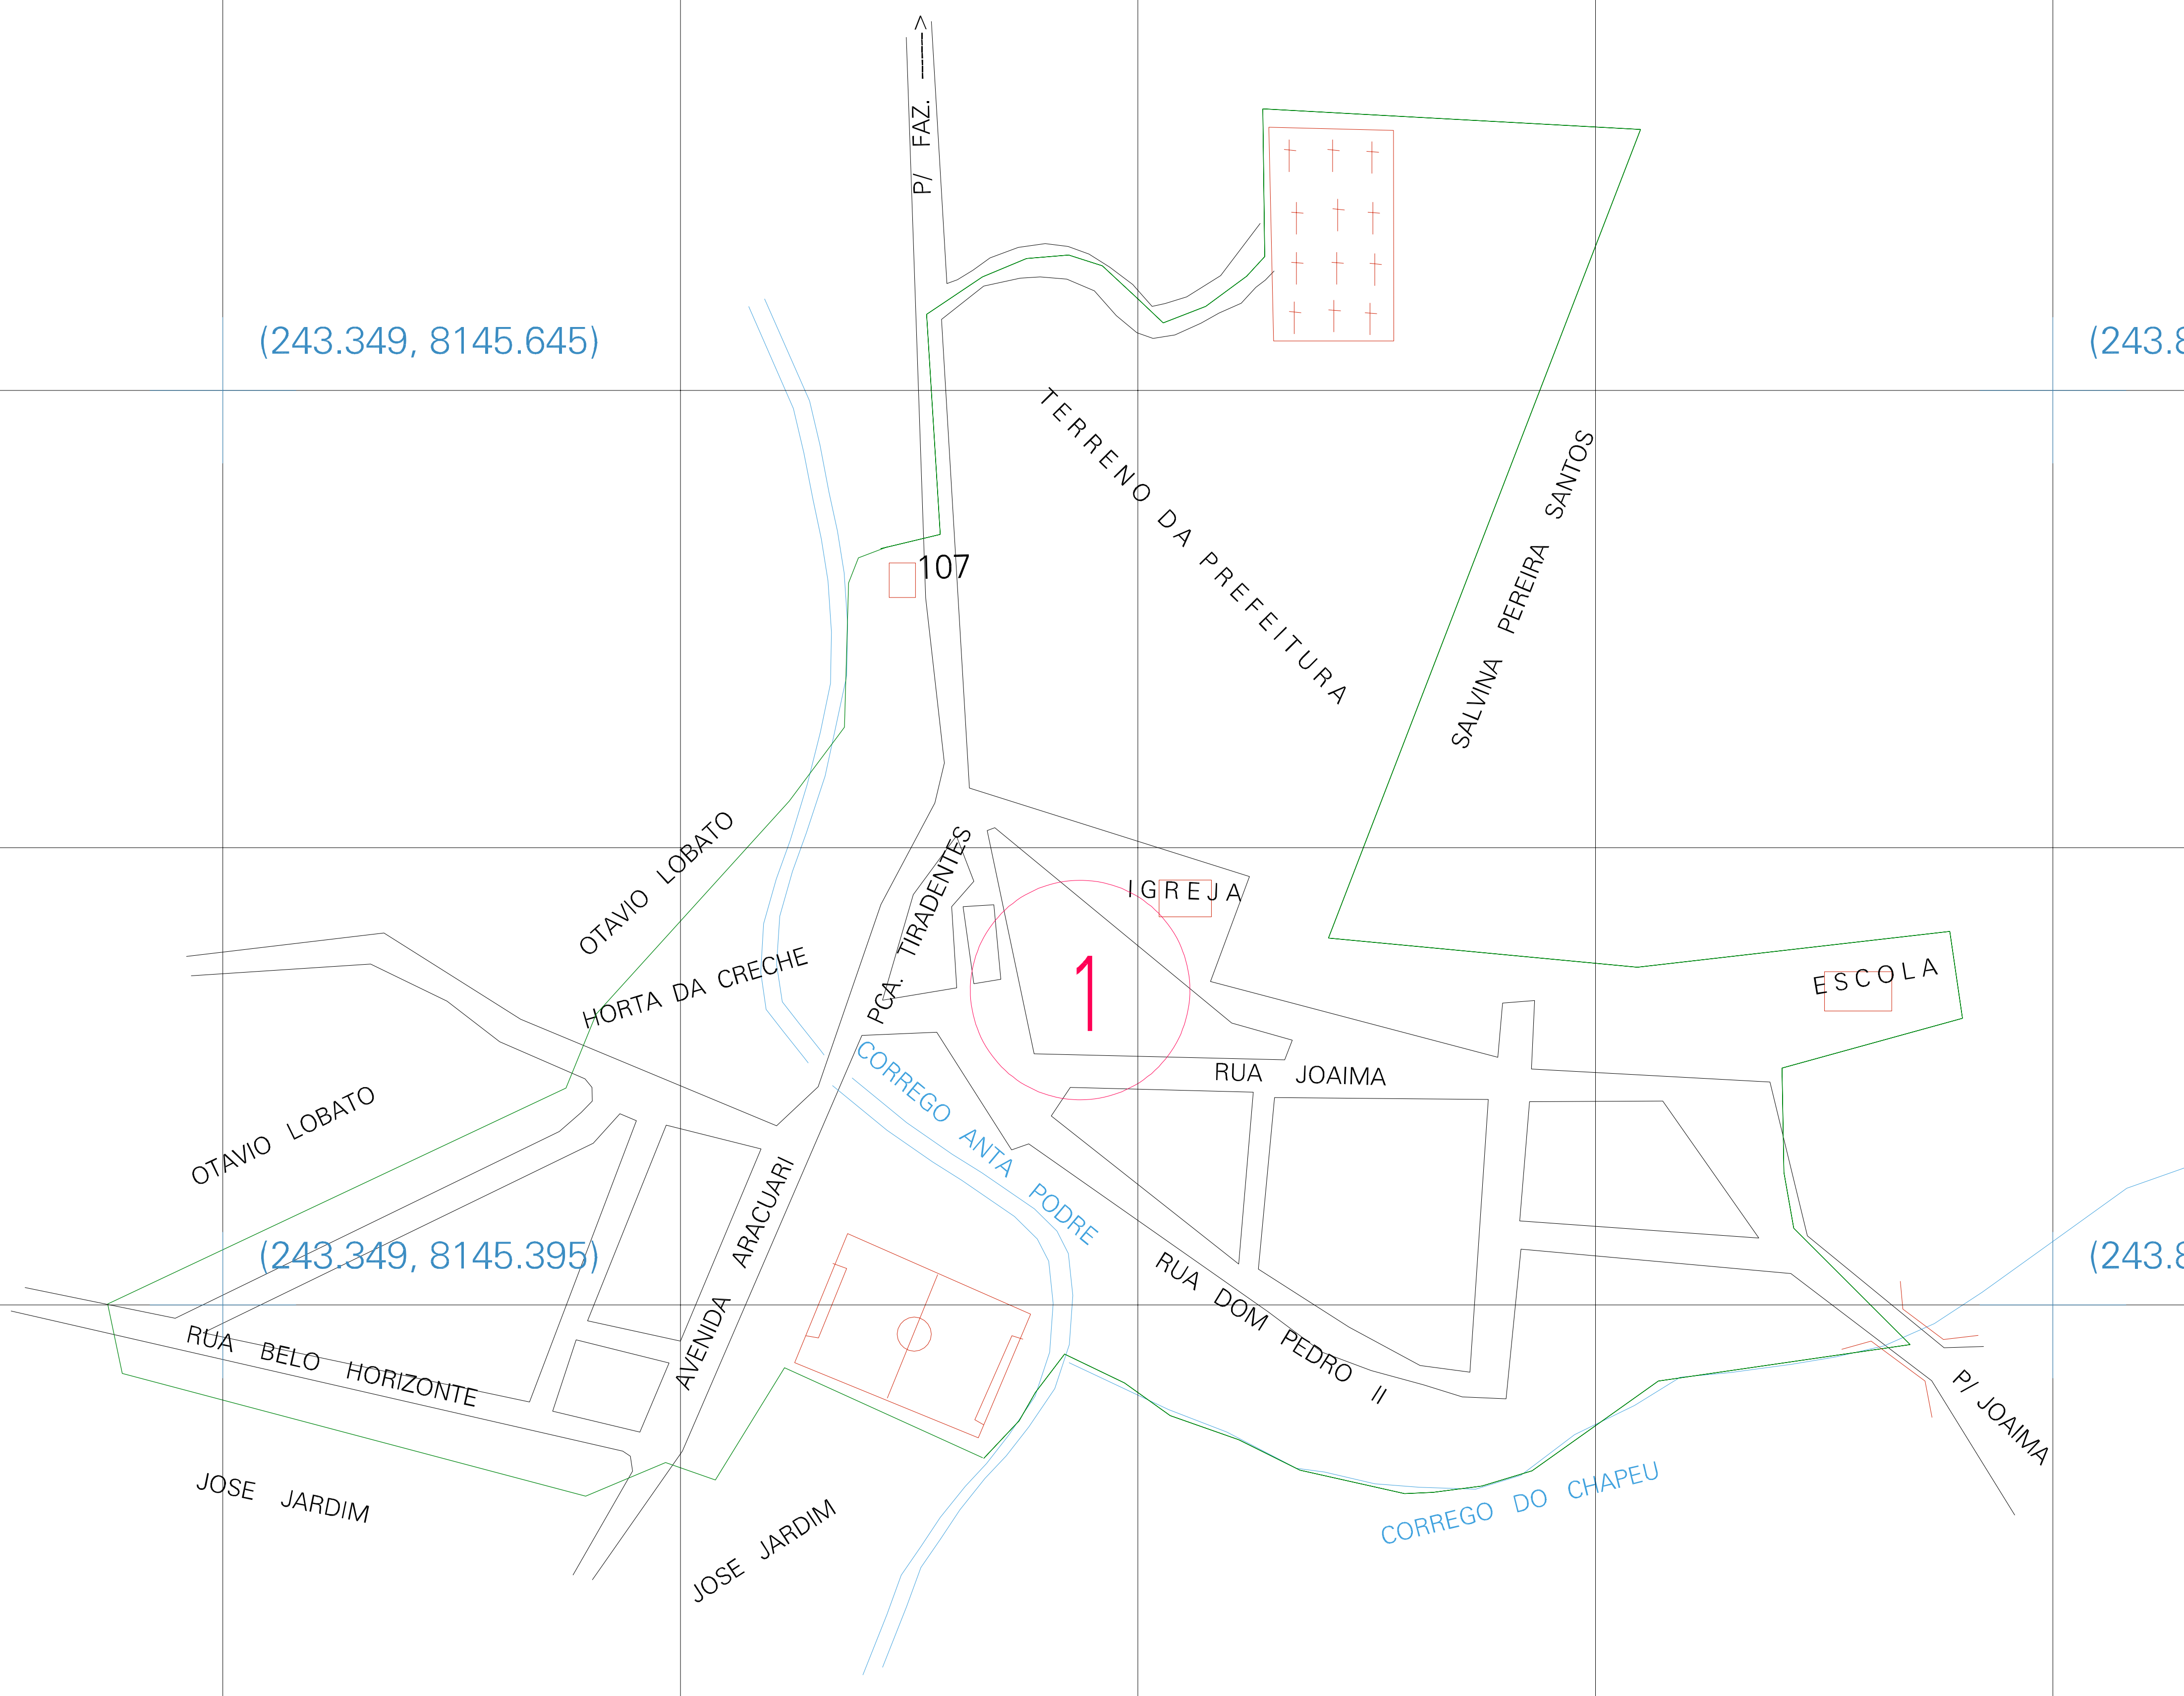 P/ FAZ. ------>
(243.349, 8145.645)
(243.8
TERRENO DA PREFEITURA
SALVINA PEREIRA SANTOS
107
OTAVIO LOBATO
PCA. TIRADENTES
IGREJA
HORTA DA CRECHE
1
ESCOLA
CORREGO ANTA PODRE
RUA JOAIMA
OTAVIO LOBATO
(243.349, 8145.395)
(243.8
AVENIDA ARACUARI
RUA DOM PEDRO II
RUA BELO HORIZONTE
P/ JOAIMA
JOSE JARDIM
JOSE JARDIM
CORREGO DO CHAPEU